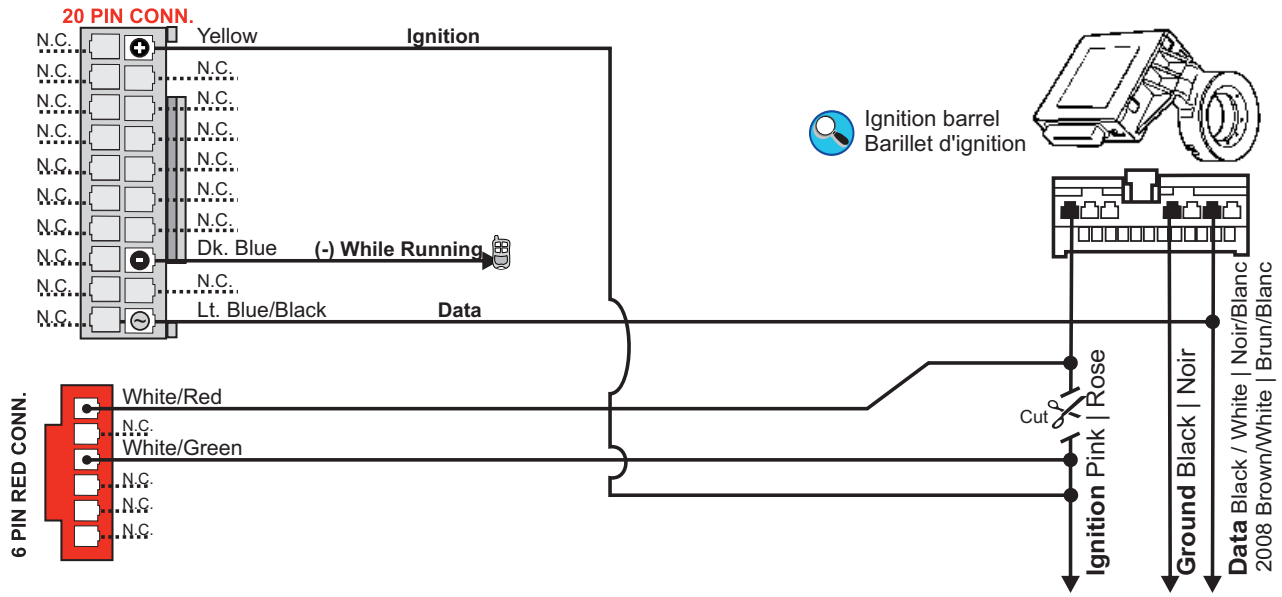 20 PIN CONN.
N.C. Yellow Ignition
N.C. N.C.
N.C. N.C.
N.C. N.C.
N.C. N.C.
N.C. N.C.
N.C. N.C.
N.C. Dk. Blue (-) While Running
N.C. N.C.
N.C. Lt. Blue/Black Data
Ignition barrel
Barillet d'ignition
6 PIN RED CONN.
White/Red
N.C.
White/Green
N.C.
N.C.
N.C.
Cut
Ignition Pink | Rose
Ground Black | Noir
Data Black / White | Noir/Blanc
2008 Brown/White | Brun/Blanc